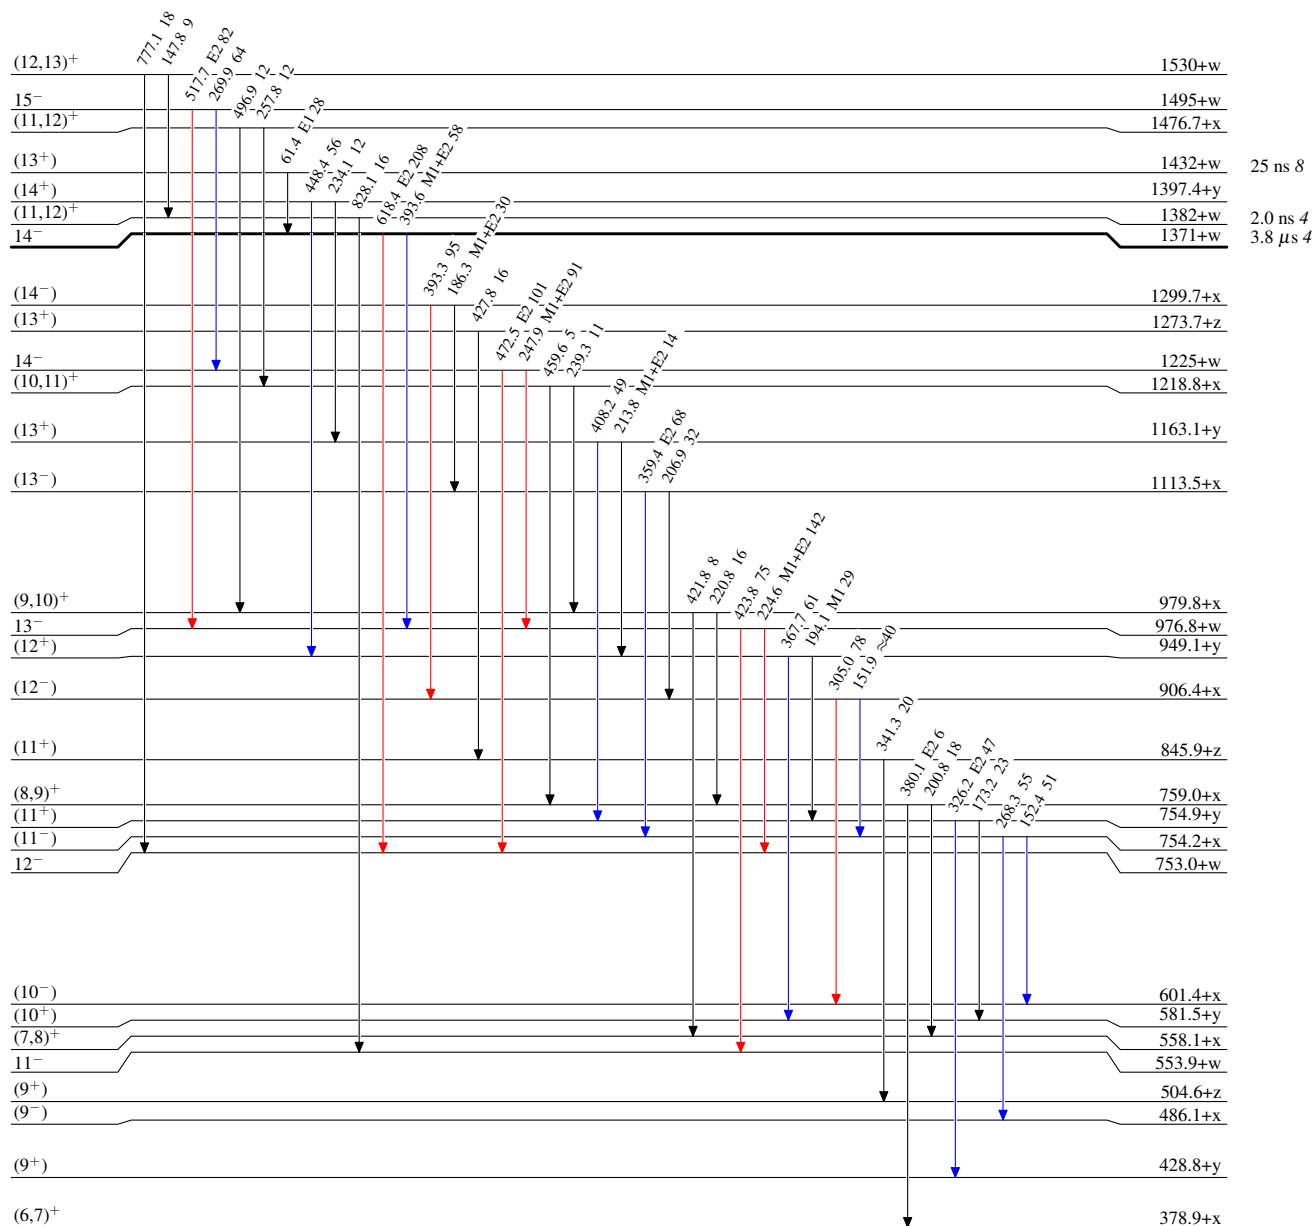 777.1 18
147.8 9
(12,13)⁺ 1530+w
517.7 E2 82
269.9 64
15⁻ 1495+w
496.9 12
257.8 12
(11,12)⁺ 1476.7+x
61.4 E1 28
(13⁺) 1432+w 25 ns 8
448.4 56
234.1 12
(14⁺) 1397.4+y
828.1 16
(11,12)⁺ 1382+w 2.0 ns 4
618.4 E2 208
393.6 M1+E2 58
14⁻ 1371+w 3.8 μs 4
393.3 95
186.3 M1+E2 30
(14⁻) 1299.7+x
427.8 16
(13⁺) 1273.7+z
472.5 E2 101
247.9 M1+E2 91
14⁻ 1225+w
459.6 5
239.3 11
(10,11)⁺ 1218.8+x
408.2 49
213.8 M1+E2 14
(13⁺) 1163.1+y
359.4 E2 68
206.9 32
(13⁻) 1113.5+x
421.8 8
220.8 16
(9,10)⁺ 979.8+x
423.8 75
224.6 M1+E2 142
13⁻ 976.8+w
367.7 61
194.1 M1 29
(12⁺) 949.1+y
305.0 78
151.9 ≈40
(12⁻) 906.4+x
341.3 20
(11⁺) 845.9+z
380.1 E2 6
200.8 18
(8,9)⁺ 759.0+x
326.2 E2 47
173.2 23
(11⁺) 754.9+y
268.3 55
152.4 51
(11⁻) 754.2+x
12⁻ 753.0+w
(10⁻) 601.4+x
(10⁺) 581.5+y
(7,8)⁺ 558.1+x
11⁻ 553.9+w
(9⁺) 504.6+z
(9⁻) 486.1+x
(9⁺) 428.8+y
(6,7)⁺ 378.9+x